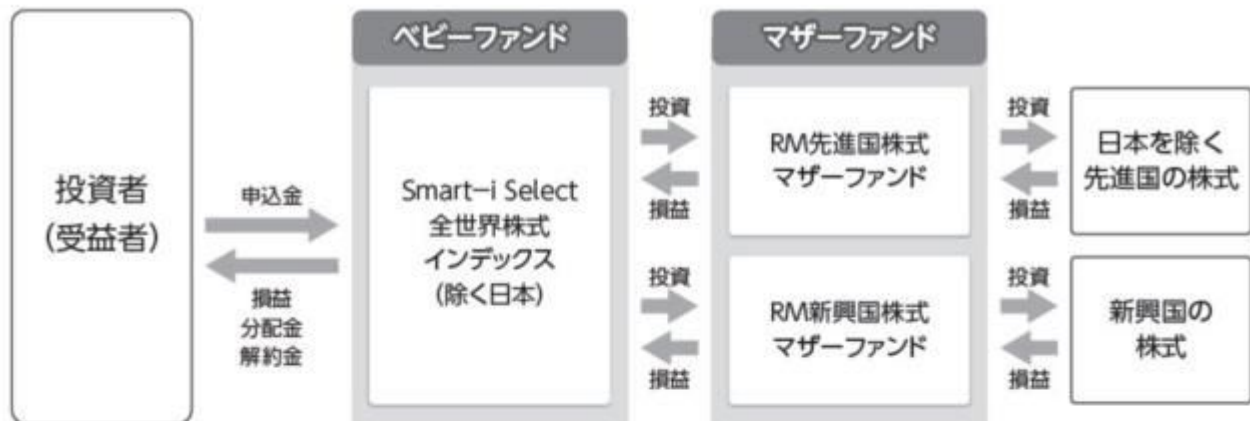 ベビーファンド
マザーファンド
投資者
(受益者)
申込金
損益
分配金
解約金
Smart-i Select
全世界株式
インデックス
(除く日本)
投資
損益
RM先進国株式
マザーファンド
投資
損益
日本を除く
先進国の株式
投資
損益
RM新興国株式
マザーファンド
投資
損益
新興国の
株式